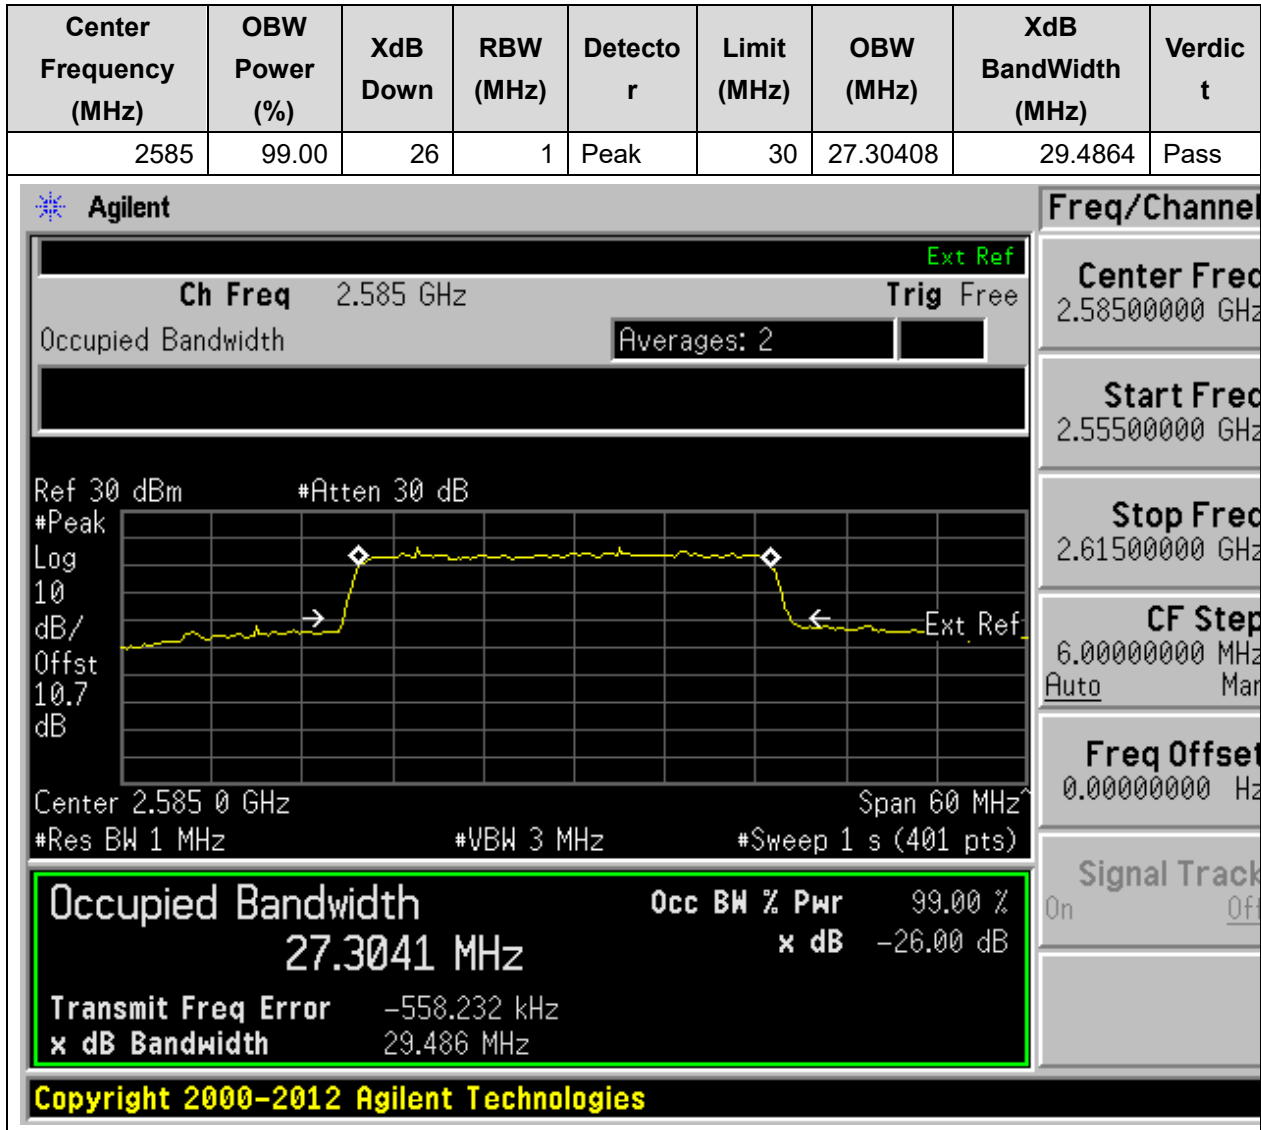 Center Frequency (MHz) OBW Power (%) XdB Down RBW (MHz) Detector Limit (MHz) OBW (MHz) XdB BandWidth (MHz) Verdict
2585 99.00 26 1 Peak 30 27.30408 29.4864 Pass
Agilent
Freq/Channel
Ext Ref
Ch Freq 2.585 GHz Trig Free
Occupied Bandwidth Averages: 2
Center Freq
2.58500000 GHz
Start Freq
2.55500000 GHz
Stop Freq
2.61500000 GHz
CF Step
6.00000000 MHz
Auto Man
Freq Offset
0.00000000 Hz
Signal Track
On Off
Ref 30 dBm #Atten 30 dB
#Peak
Log
10
dB/
Offst
10.7
dB
Ext Ref
Center 2.585 0 GHz Span 60 MHz^
#Res BW 1 MHz #VBW 3 MHz #Sweep 1 s (401 pts)
Occupied Bandwidth Occ BW % Pwr 99.00 %
27.3041 MHz x dB -26.00 dB
Transmit Freq Error -558.232 kHz
x dB Bandwidth 29.486 MHz
Copyright 2000-2012 Agilent Technologies